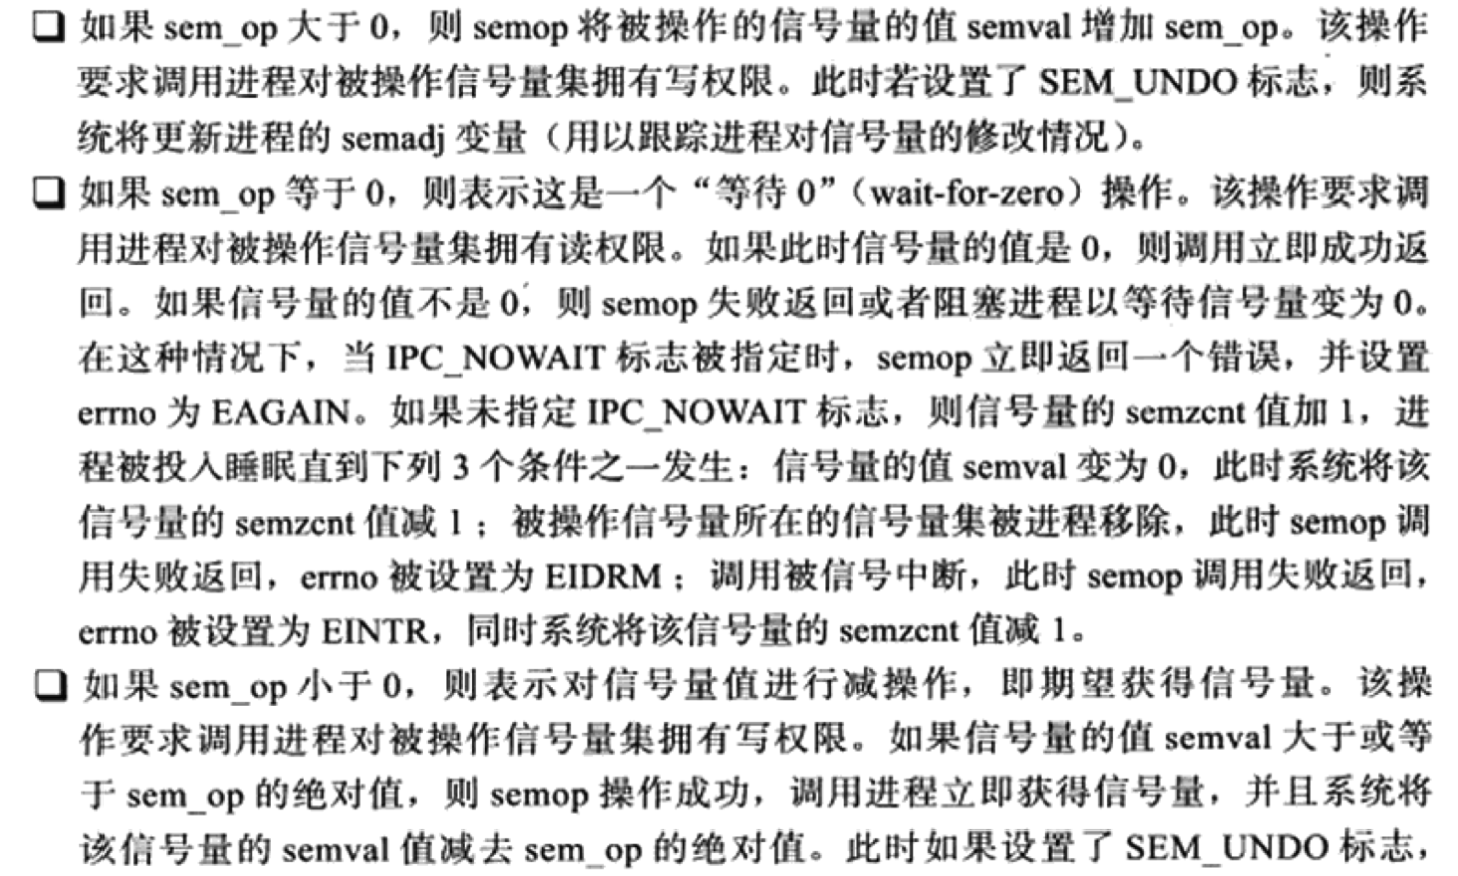 ❏ 如果 sem_op 大于 0，则 semop 将被操作的信号量的值 semval 增加 sem_op。该操作
要求调用进程对被操作信号量集拥有写权限。此时若设置了 SEM_UNDO 标志，则系
统将更新进程的 semadj 变量（用以跟踪进程对信号量的修改情况）。
❏ 如果 sem_op 等于 0，则表示这是一个“等待 0”（wait-for-zero）操作。该操作要求调
用进程对被操作信号量集拥有读权限。如果此时信号量的值是 0，则调用立即成功返
回。如果信号量的值不是 0，则 semop 失败返回或者阻塞进程以等待信号量变为 0。
在这种情况下，当 IPC_NOWAIT 标志被指定时，semop 立即返回一个错误，并设置
errno 为 EAGAIN。如果未指定 IPC_NOWAIT 标志，则信号量的 semzcnt 值加 1，进
程被投入睡眠直到下列 3 个条件之一发生：信号量的值 semval 变为 0，此时系统将该
信号量的 semzcnt 值减 1；被操作信号量所在的信号量集被进程移除，此时 semop 调
用失败返回，errno 被设置为 EIDRM；调用被信号中断，此时 semop 调用失败返回，
errno 被设置为 EINTR，同时系统将该信号量的 semzcnt 值减 1。
❏ 如果 sem_op 小于 0，则表示对信号量值进行减操作，即期望获得信号量。该操
作要求调用进程对被操作信号量集拥有写权限。如果信号量的值 semval 大于或等
于 sem_op 的绝对值，则 semop 操作成功，调用进程立即获得信号量，并且系统将
该信号量的 semval 值减去 sem_op 的绝对值。此时如果设置了 SEM_UNDO 标志，